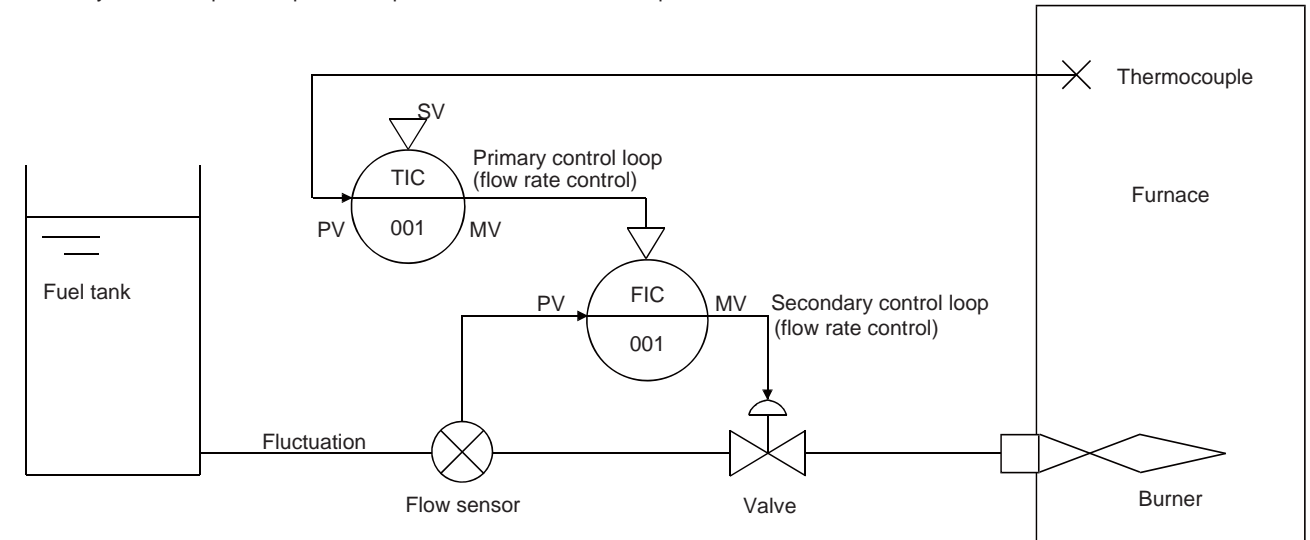 Thermocouple
SV
Primary control loop
(flow rate control)
TIC
Furnace
PV
001
MV
Fuel tank
FIC
PV
MV
Secondary control loop
(flow rate control)
001
Fluctuation
Flow sensor
Valve
Burner